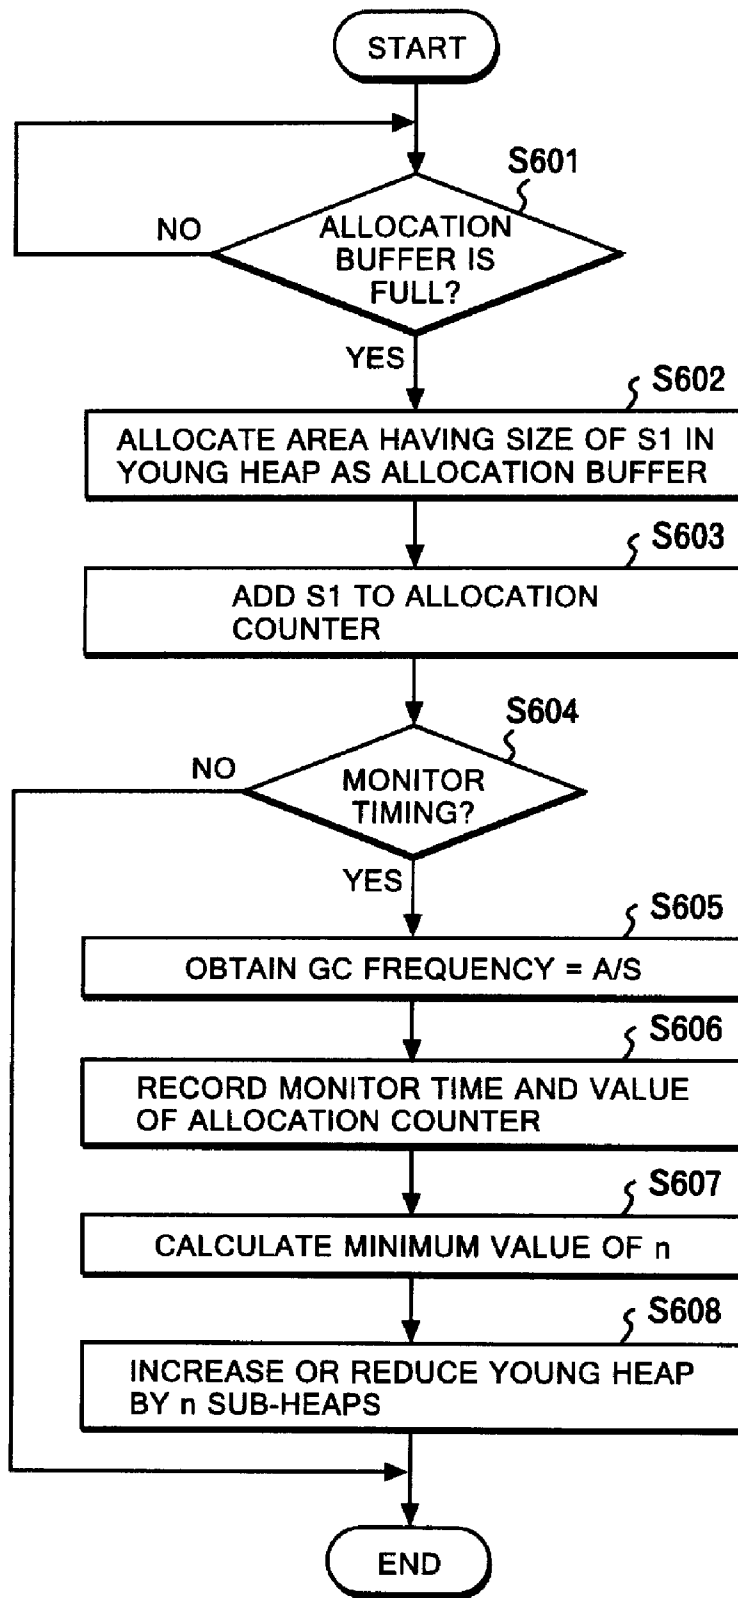 START
S601
NO
ALLOCATION
BUFFER IS
FULL?
YES
S602
ALLOCATE AREA HAVING SIZE OF S1 IN
YOUNG HEAP AS ALLOCATION BUFFER
S603
ADD S1 TO ALLOCATION
COUNTER
S604
NO
MONITOR
TIMING?
YES
S605
OBTAIN GC FREQUENCY = A/S
S606
RECORD MONITOR TIME AND VALUE
OF ALLOCATION COUNTER
S607
CALCULATE MINIMUM VALUE OF n
S608
INCREASE OR REDUCE YOUNG HEAP
BY n SUB-HEAPS
END